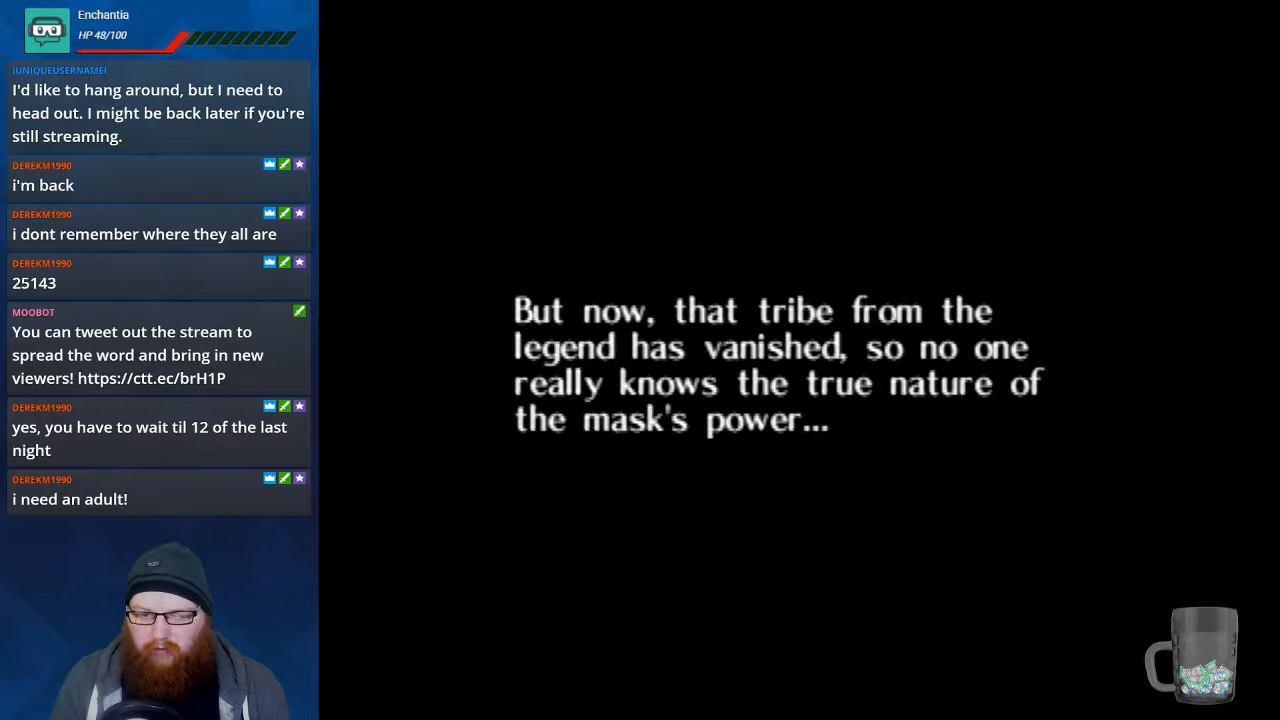 Enchantia
HP 48/100
IUNIQUEUSERNAMEI
I'd like to hang around, but I need to
head out. I might be back later if you're
still streaming.
DEREKM1990
i'm back
DEREKM1990
i dont remember where they all are
DEREKM1990
25143
MOOBOT
You can tweet out the stream to
spread the word and bring in new
viewers! https://ctt.ec/brH1P
DEREKM1990
yes, you have to wait til 12 of the last
night
DEREKM1990
i need an adult!
But now, that tribe from the
legend has vanished, so no one
really knows the true nature of
the mask's power...